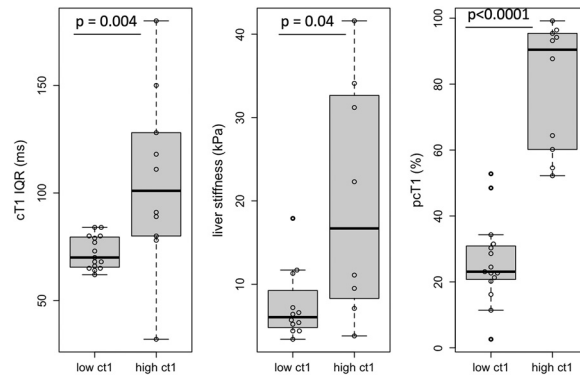 p = 0.004
cT1 IQR (ms)
150
100
50
low ct1
high ct1
p = 0.04
liver stiffness (kPa)
40
30
20
10
low ct1
high ct1
p<0.0001
pcT1 (%)
100
80
60
40
20
0
low ct1
high ct1